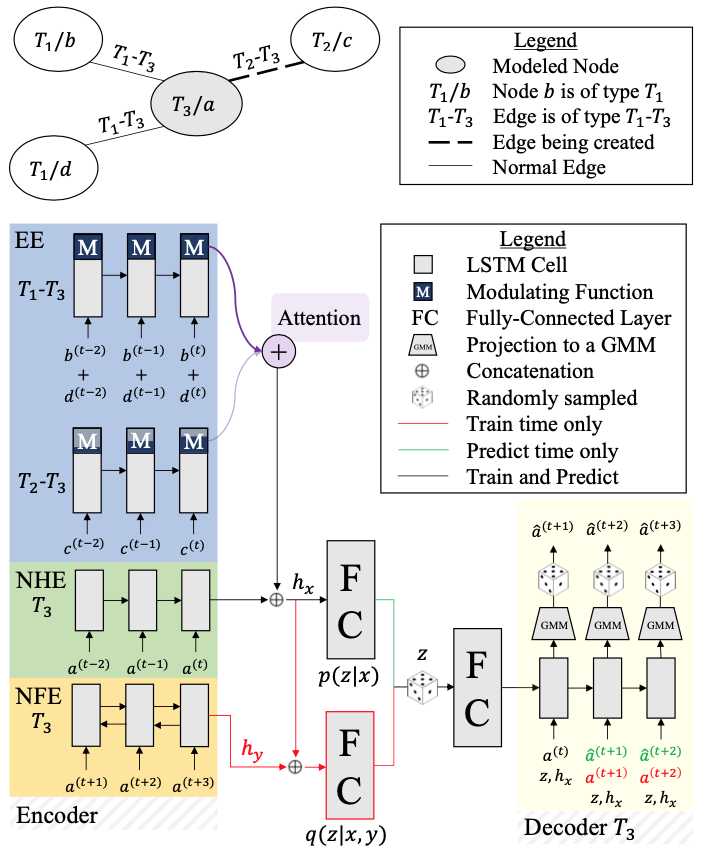 T₁/b
T₁-T₃
T₂-T₃
T₂/c
T₃/a
T₁-T₃
T₁/d
Legend
Modeled Node
T₁/b Node b is of type T₁
T₁-T₃ Edge is of type T₁-T₃
Edge being created
Normal Edge
EE
M M M
T₁-T₃
b⁽ᵗ⁻²⁾ b⁽ᵗ⁻¹⁾ b⁽ᵗ⁾
+ + +
d⁽ᵗ⁻²⁾ d⁽ᵗ⁻¹⁾ d⁽ᵗ⁾
M M M
T₂-T₃
c⁽ᵗ⁻²⁾ c⁽ᵗ⁻¹⁾ c⁽ᵗ⁾
Attention
+
Legend
LSTM Cell
M Modulating Function
FC Fully-Connected Layer
GMM Projection to a GMM
⊕ Concatenation
Randomly sampled
Train time only
Predict time only
Train and Predict
NHE
T₃
a⁽ᵗ⁻²⁾ a⁽ᵗ⁻¹⁾ a⁽ᵗ⁾
NFE
T₃
a⁽ᵗ⁺¹⁾ a⁽ᵗ⁺²⁾ a⁽ᵗ⁺³⁾
Encoder
⊕
hₓ
F
C
p(z|x)
h_y
⊕
F
C
q(z|x, y)
z
F
C
â⁽ᵗ⁺¹⁾ â⁽ᵗ⁺²⁾ â⁽ᵗ⁺³⁾
GMM GMM GMM
a⁽ᵗ⁾ â⁽ᵗ⁺¹⁾ â⁽ᵗ⁺²⁾
z, hₓ a⁽ᵗ⁺¹⁾ a⁽ᵗ⁺²⁾
z, hₓ z, hₓ
Decoder T₃